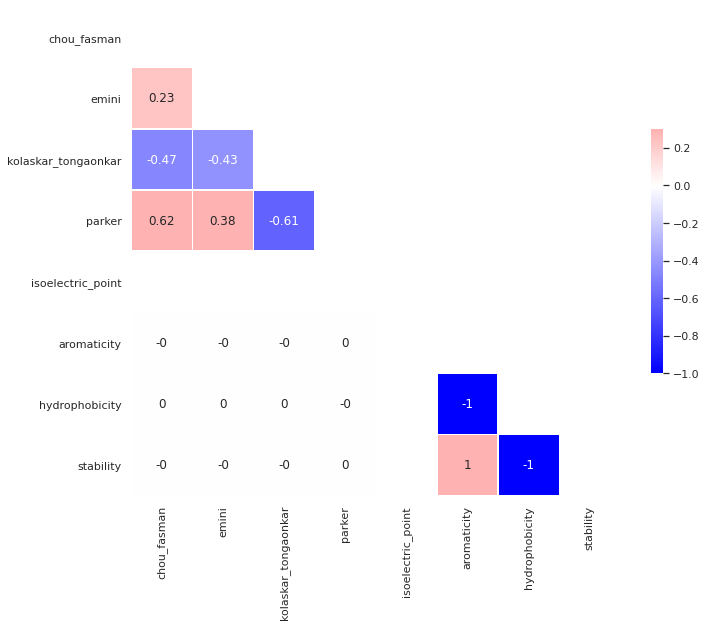 chou_fasman
emini 0.23
kolaskar_tongaonkar -0.47 -0.43
parker 0.62 0.38 -0.61
isoelectric_point
aromaticity -0 -0 -0 0
hydrophobicity 0 0 0 -0 -1
stability -0 -0 -0 0 1 -1
chou_fasman
emini
kolaskar_tongaonkar
parker
isoelectric_point
aromaticity
hydrophobicity
stability
0.2
0.0
−0.2
−0.4
−0.6
−0.8
−1.0